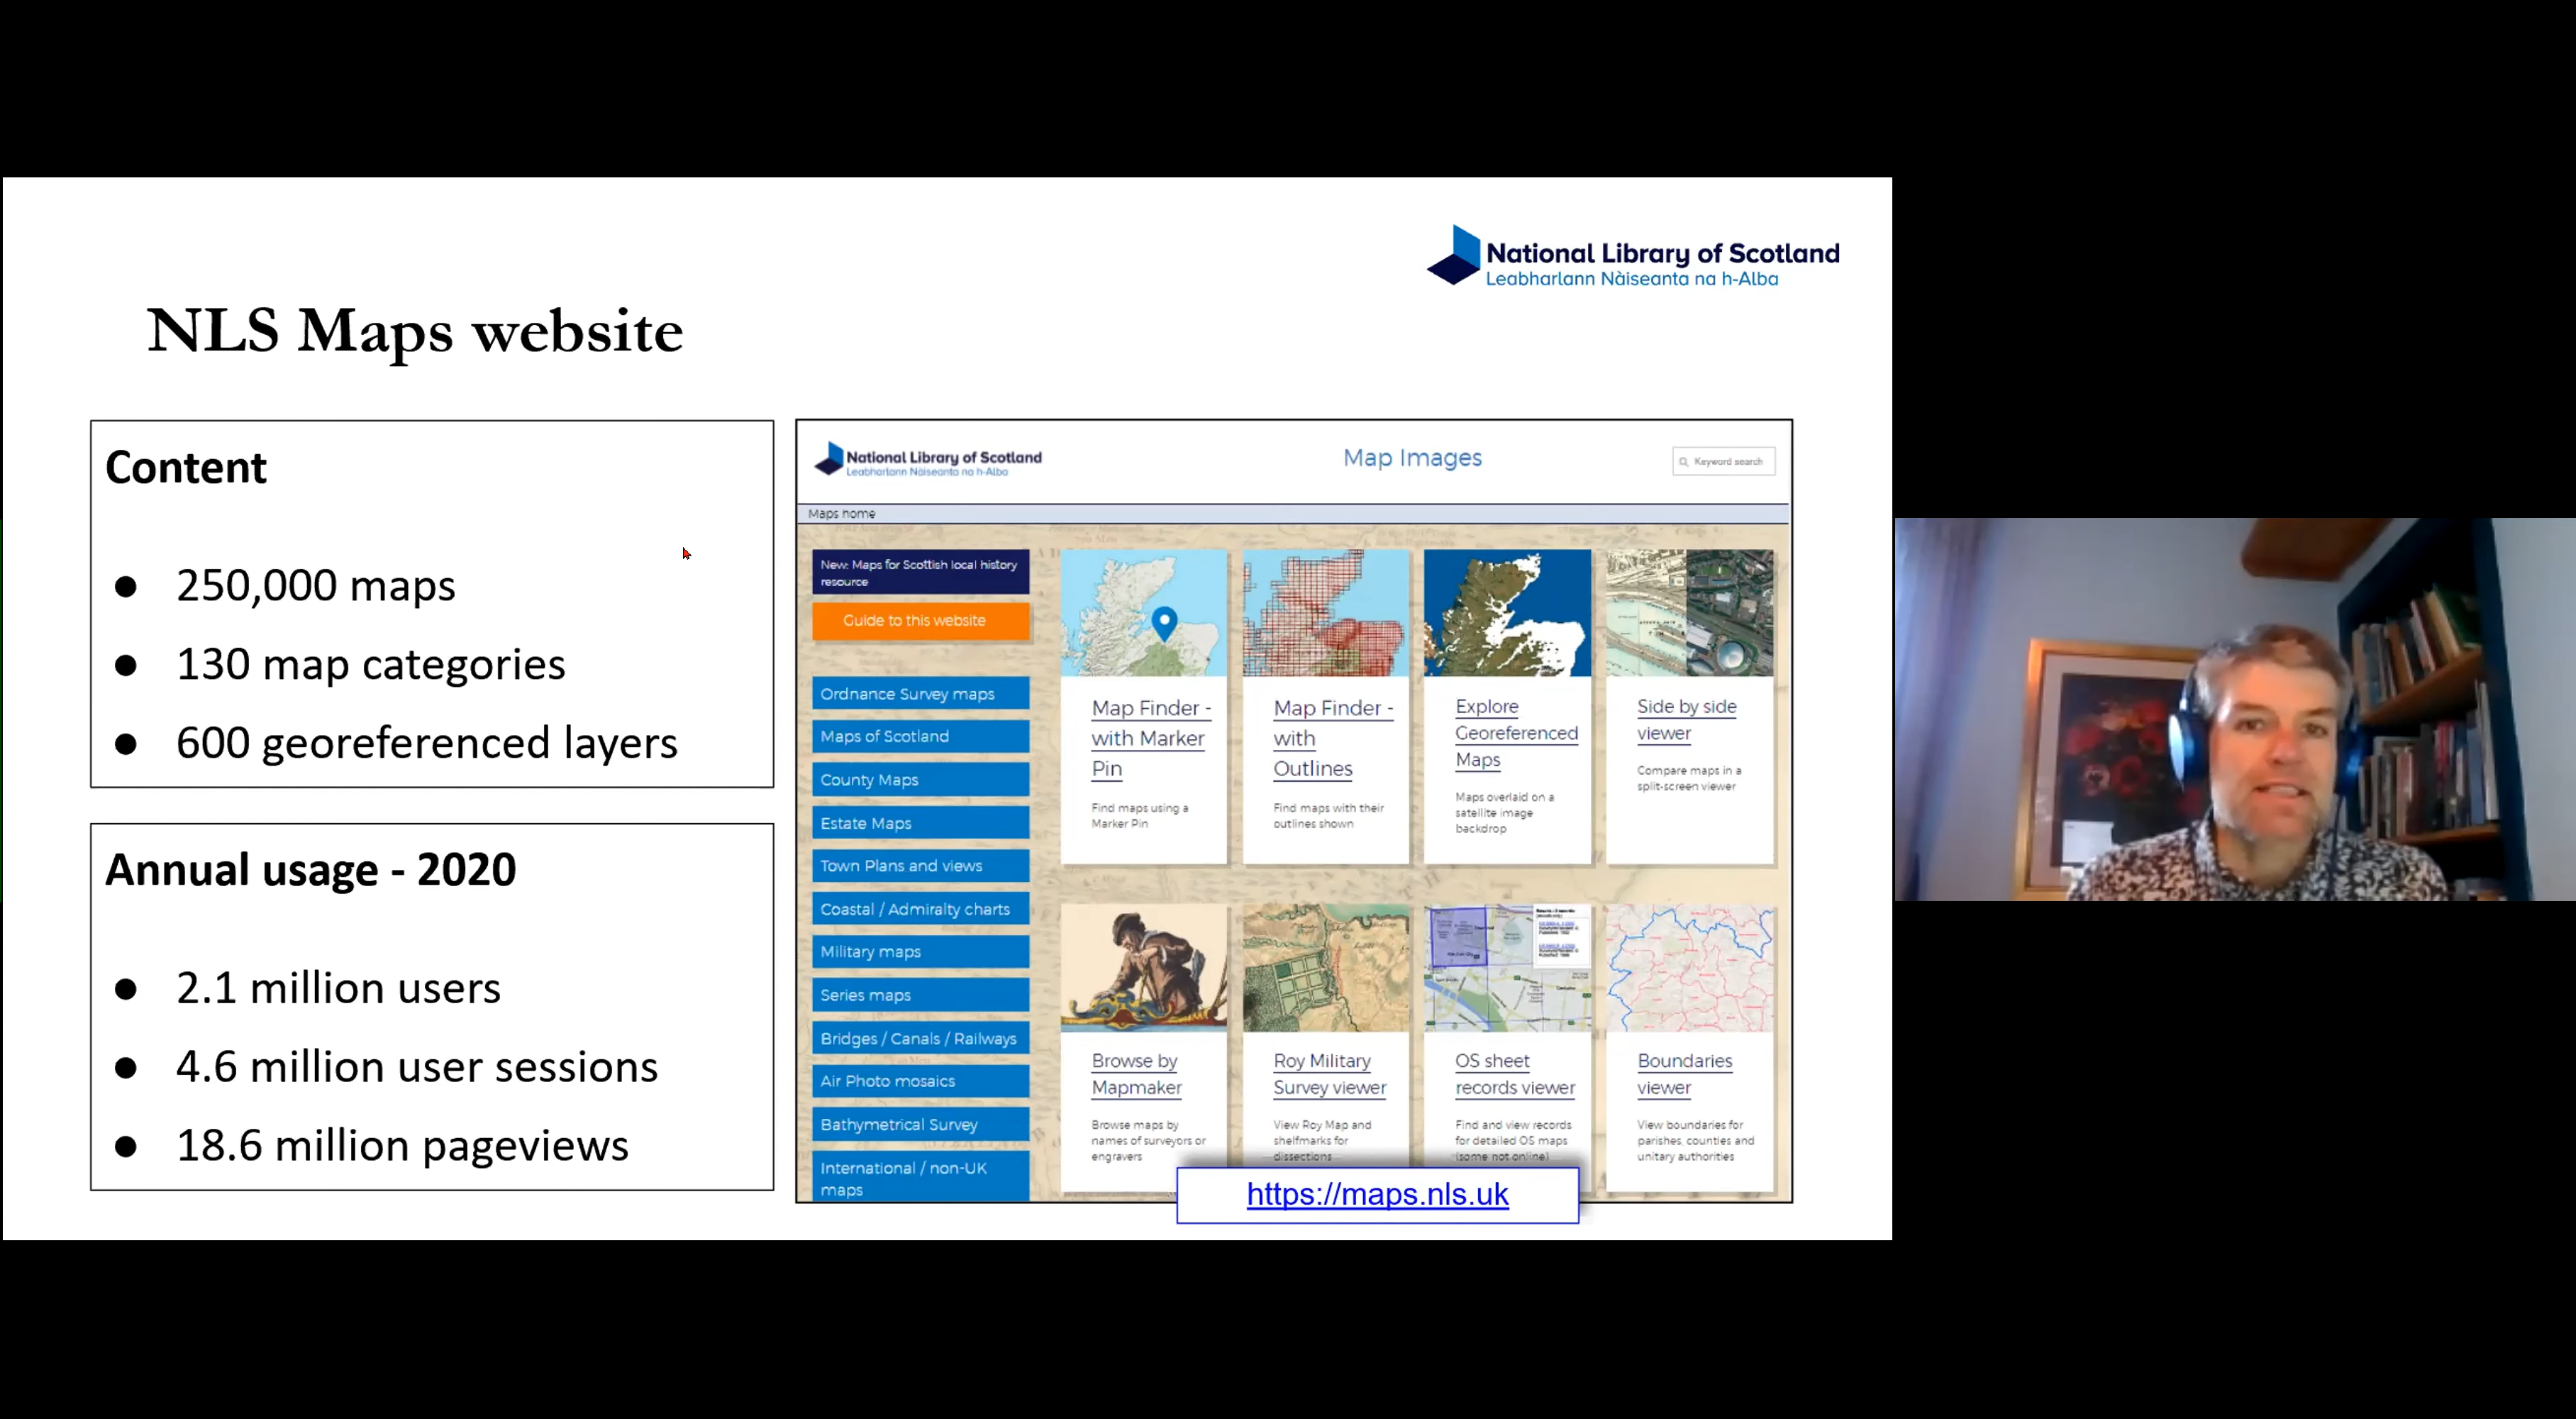 National Library of Scotland
Leabharlann Nàiseanta na h-Alba
NLS Maps website
Content
● 250,000 maps
● 130 map categories
● 600 georeferenced layers
Annual usage - 2020
● 2.1 million users
● 4.6 million user sessions
● 18.6 million pageviews
National Library of Scotland
Leabharlann Nàiseanta na h-Alba
Map Images
Keyword search
Maps home
New: Maps for Scottish local history
resource
Guide to this website
Ordnance Survey maps
Maps of Scotland
County Maps
Estate Maps
Town Plans and views
Coastal / Admiralty charts
Military maps
Series maps
Bridges / Canals / Railways
Air Photo mosaics
Bathymetrical Survey
International / non-UK
maps
Map Finder -
with Marker
Pin
Find maps using a
Marker Pin
Map Finder -
with
Outlines
Find maps with their
outlines shown
Explore
Georeferenced
Maps
Maps overlaid on a
satellite image
backdrop
Side by side
viewer
Compare maps in a
split-screen viewer
Browse by
Mapmaker
Browse maps by
names of surveyors or
engravers
Roy Military
Survey viewer
View Roy Map and
shelfmarks for
dissections
OS sheet
records viewer
Find and view records
for detailed OS maps
(some not online)
Boundaries
viewer
View boundaries for
parishes, counties and
unitary authorities
https://maps.nls.uk